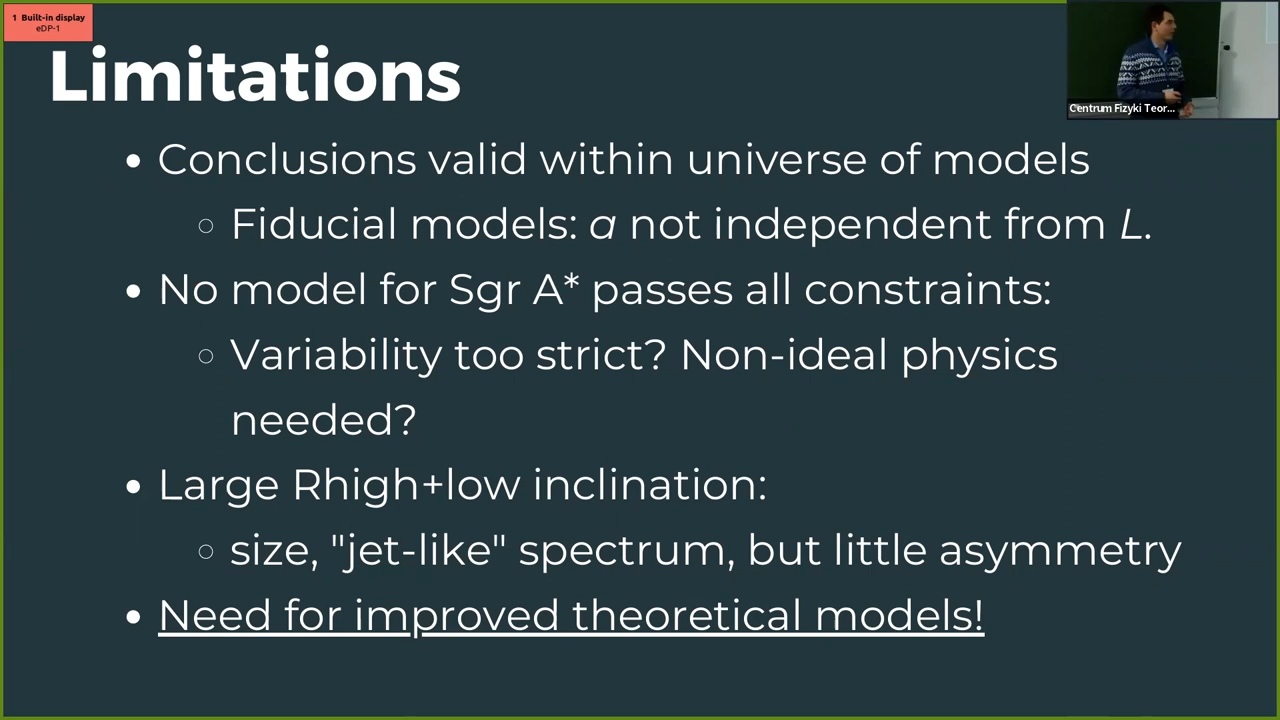 1 Built-in display
eDP-1
Limitations
Centrum Fizyki Teor...
• Conclusions valid within universe of models
○ Fiducial models: a not independent from L.
• No model for Sgr A* passes all constraints:
○ Variability too strict? Non-ideal physics
needed?
• Large Rhigh+low inclination:
○ size, "jet-like" spectrum, but little asymmetry
• Need for improved theoretical models!